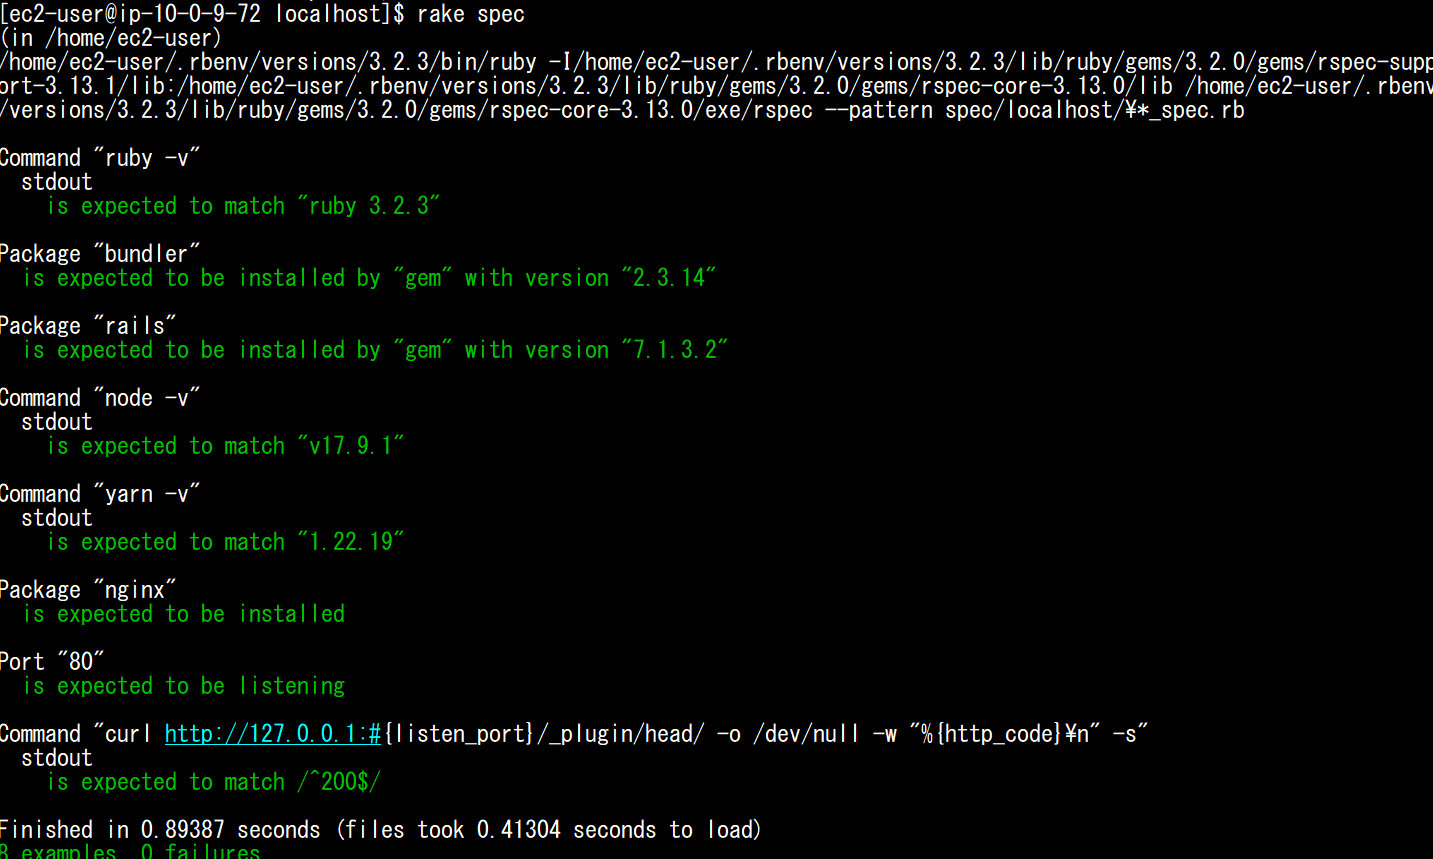 [ec2-user@ip-10-0-9-72 localhost]$ rake spec
(in /home/ec2-user)
/home/ec2-user/.rbenv/versions/3.2.3/bin/ruby -I/home/ec2-user/.rbenv/versions/3.2.3/lib/ruby/gems/3.2.0/gems/rspec-supp
ort-3.13.1/lib:/home/ec2-user/.rbenv/versions/3.2.3/lib/ruby/gems/3.2.0/gems/rspec-core-3.13.0/lib /home/ec2-user/.rbenv
/versions/3.2.3/lib/ruby/gems/3.2.0/gems/rspec-core-3.13.0/exe/rspec --pattern spec/localhost/¥*_spec.rb
Command "ruby -v"
stdout
is expected to match "ruby 3.2.3"
Package "bundler"
is expected to be installed by "gem" with version "2.3.14"
Package "rails"
is expected to be installed by "gem" with version "7.1.3.2"
Command "node -v"
stdout
is expected to match "v17.9.1"
Command "yarn -v"
stdout
is expected to match "1.22.19"
Package "nginx"
is expected to be installed
Port "80"
is expected to be listening
Command "curl http://127.0.0.1:#{listen_port}/_plugin/head/ -o /dev/null -w "%{http_code}¥n" -s"
stdout
is expected to match /^200$/
Finished in 0.89387 seconds (files took 0.41304 seconds to load)
8 examples, 0 failures